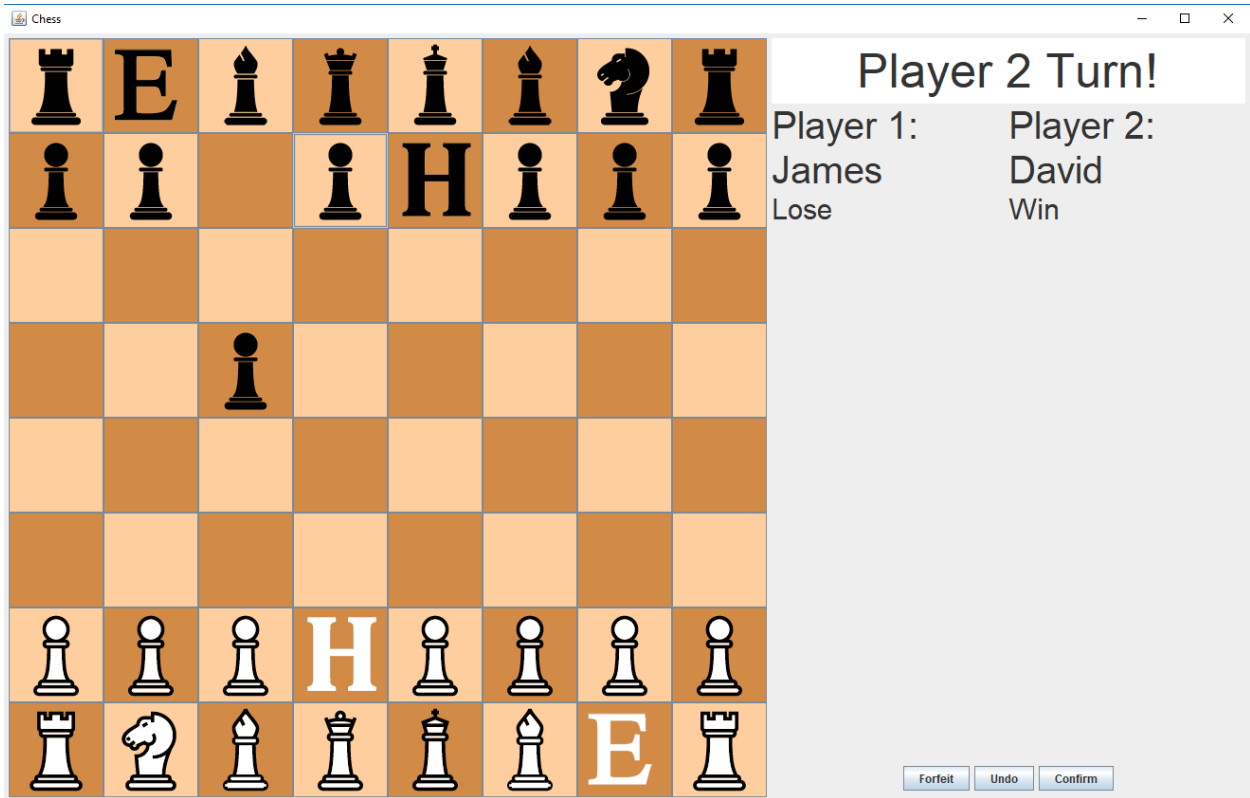 Chess
Player 2 Turn!
Player 1: Player 2:
James David
Lose Win
E
H
H
E
Forfeit Undo Confirm